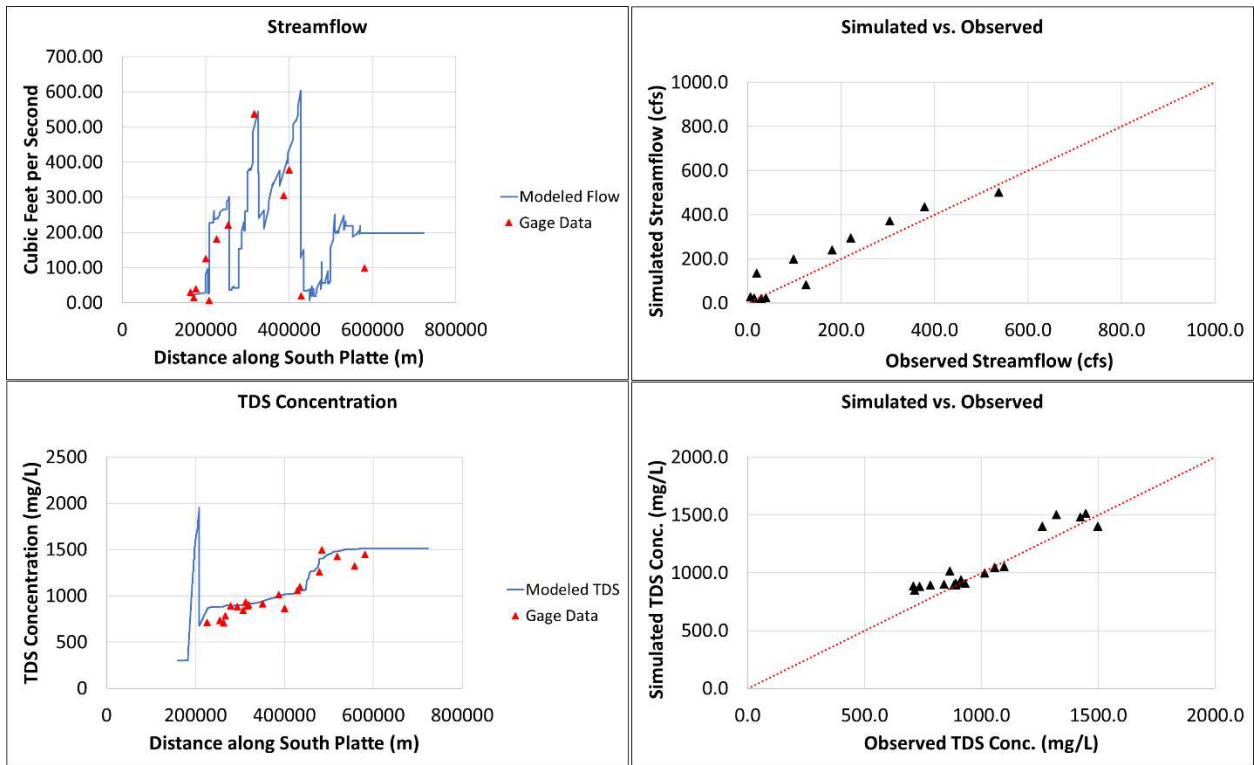 Streamflow
700.00
600.00
500.00
400.00
300.00
200.00
100.00
0.00
Cubic Feet per Second
0 200000 400000 600000 800000
Distance along South Platte (m)
Modeled Flow
Gage Data
Simulated vs. Observed
1000.0
800.0
600.0
400.0
200.0
0.0
Simulated Streamflow (cfs)
0.0 200.0 400.0 600.0 800.0 1000.0
Observed Streamflow (cfs)
TDS Concentration
2500
2000
1500
1000
500
0
TDS Concentration (mg/L)
0 200000 400000 600000 800000
Distance along South Platte (m)
Modeled TDS
Gage Data
Simulated vs. Observed
2000.0
1500.0
1000.0
500.0
0.0
Simulated TDS Conc. (mg/L)
0.0 500.0 1000.0 1500.0 2000.0
Observed TDS Conc. (mg/L)